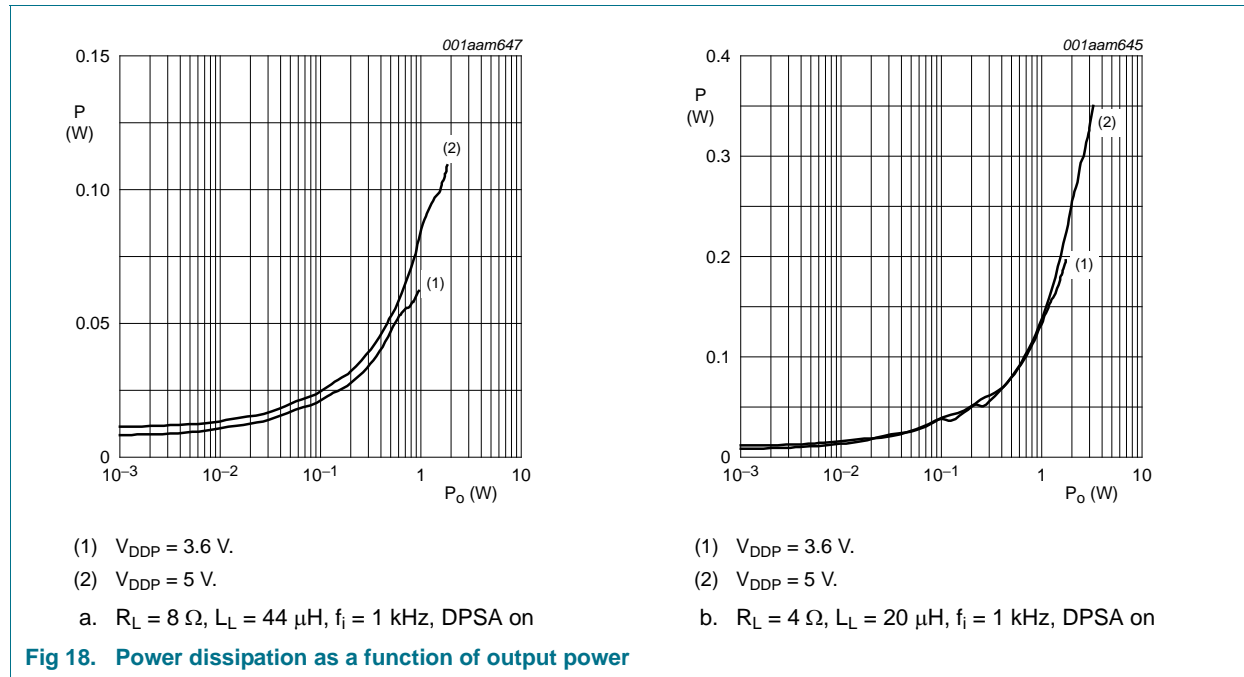 001aam647
0.15
P
(W)
(2)
0.10
(1)
0.05
0
10–3
10–2
10–1
1
10
Po (W)
(1) VDDP = 3.6 V.
(2) VDDP = 5 V.
a. RL = 8 Ω, LL = 44 μH, fi = 1 kHz, DPSA on
001aam645
0.4
P
(W)
(2)
0.3
0.2
(1)
0.1
0
10–3
10–2
10–1
1
10
Po (W)
(1) VDDP = 3.6 V.
(2) VDDP = 5 V.
b. RL = 4 Ω, LL = 20 μH, fi = 1 kHz, DPSA on
Fig 18. Power dissipation as a function of output power